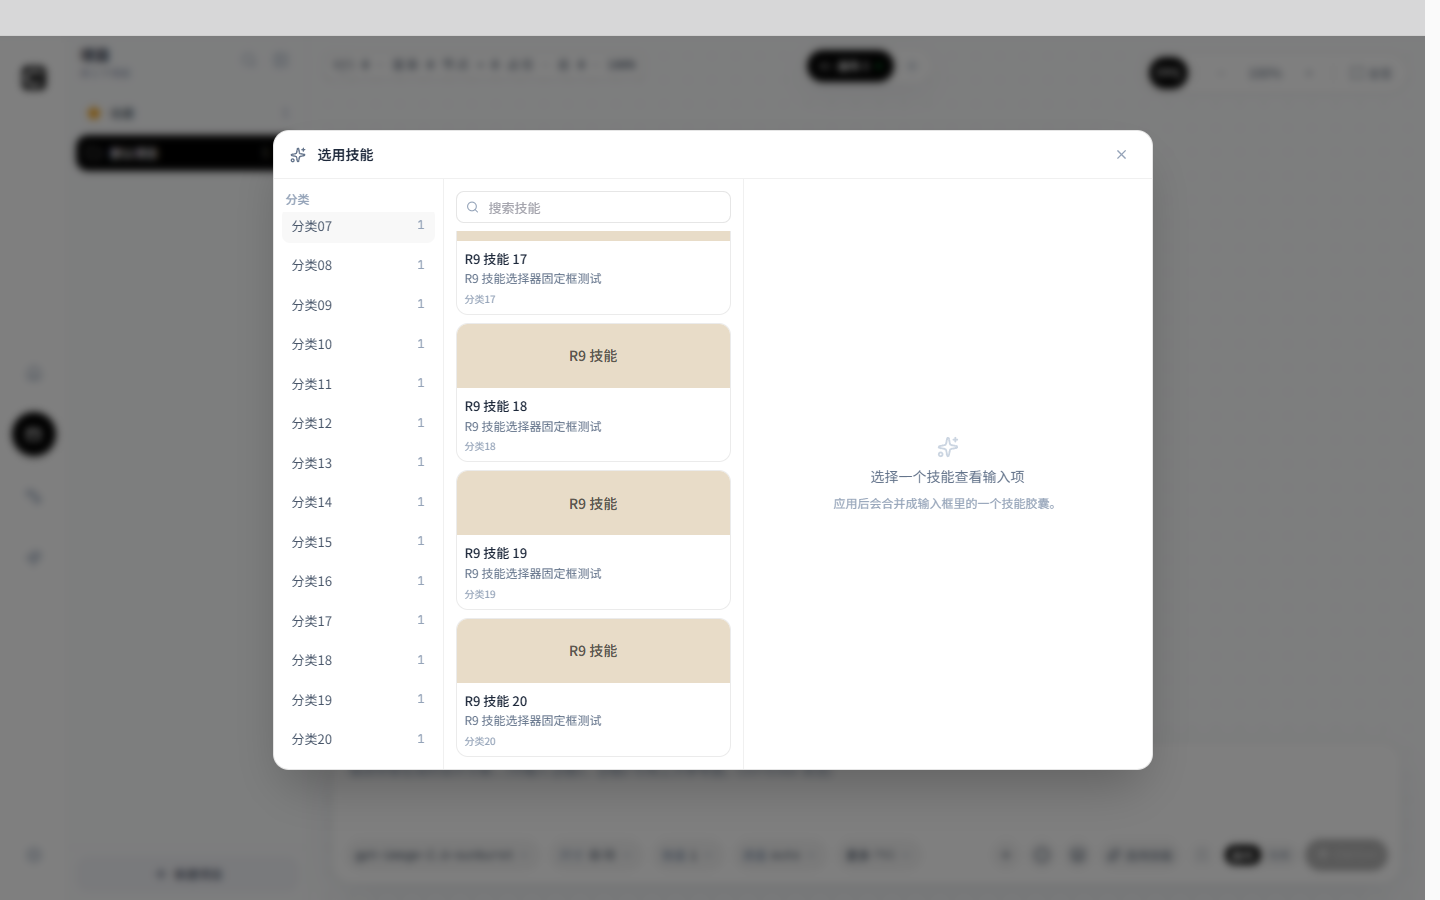 选用技能
分类
分类07 1
分类08 1
分类09 1
分类10 1
分类11 1
分类12 1
分类13 1
分类14 1
分类15 1
分类16 1
分类17 1
分类18 1
分类19 1
分类20 1
搜索技能
R9 技能 17
R9 技能选择器固定框测试
分类17
R9 技能
R9 技能 18
R9 技能选择器固定框测试
分类18
R9 技能
R9 技能 19
R9 技能选择器固定框测试
分类19
R9 技能
R9 技能 20
R9 技能选择器固定框测试
分类20
选择一个技能查看输入项
应用后会合并成输入框里的一个技能胶囊。